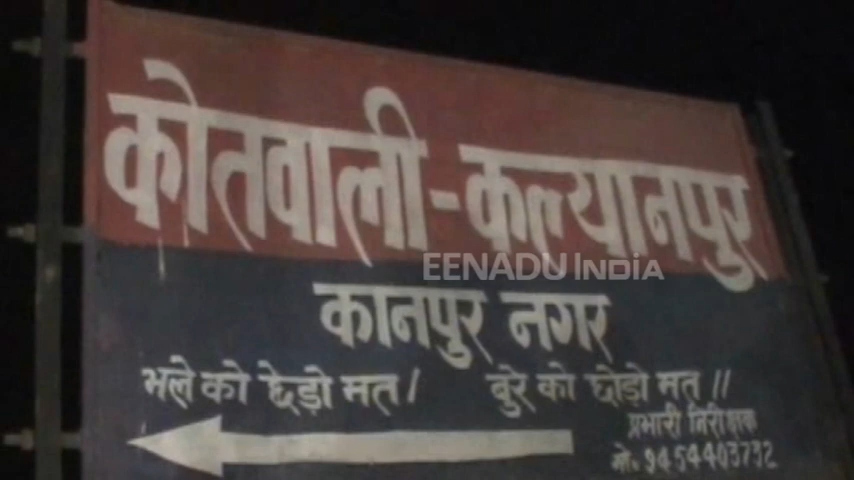 कोतवाली-कल्यानपुर
EENADU INDIA
कानपुर नगर
भले को छेड़ो मत। बुरे को छोड़ो मत॥
प्रभारी निरीक्षक
मो॰ 9454403732